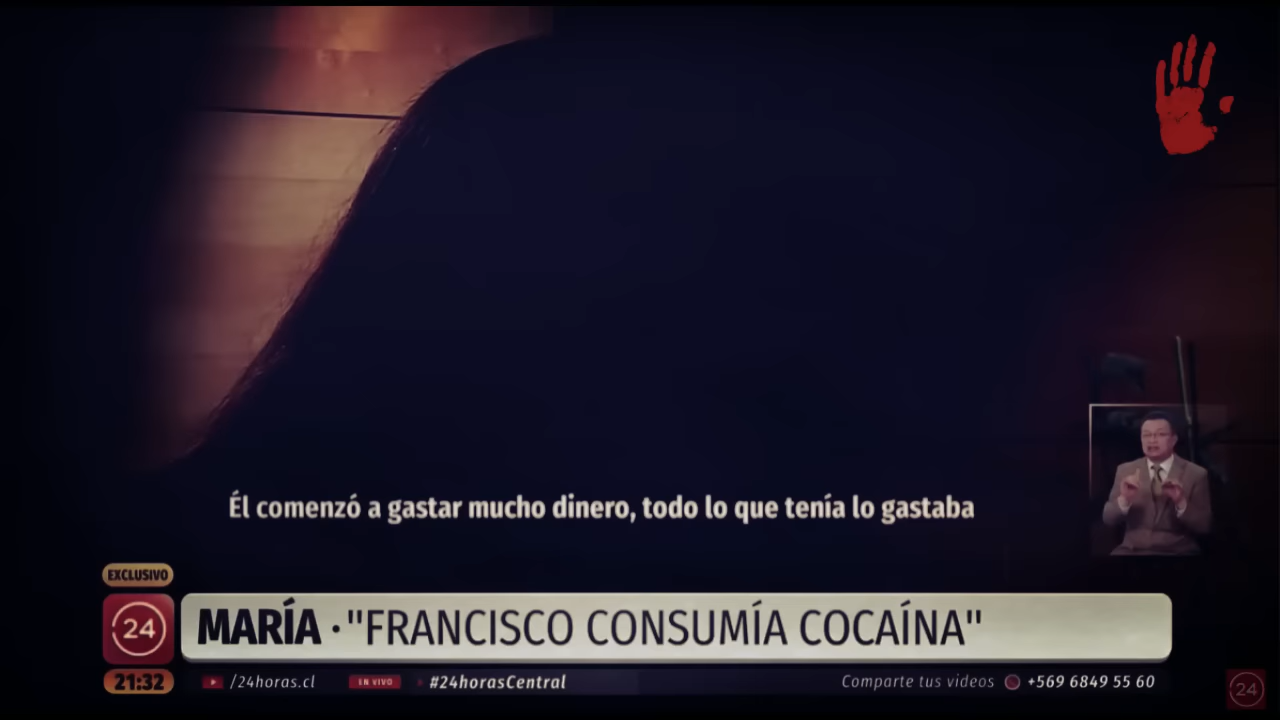 Él comenzó a gastar mucho dinero, todo lo que tenía lo gastaba
EXCLUSIVO
24 MARÍA · "FRANCISCO CONSUMÍA COCAÍNA"
21:32 /24horas.cl EN VIVO #24horasCentral Comparte tus videos +569 6849 55 60
24